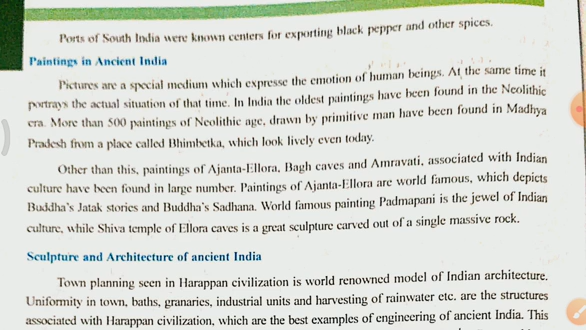 Ports of South India were known centers for exporting black pepper and other spices.
Paintings in Ancient India
Pictures are a special medium which expresse the emotion of human beings. At the same time it
portrays the actual situation of that time. In India the oldest paintings have been found in the Neolithic
era. More than 500 paintings of Neolithic age, drawn by primitive man have been found in Madhya
Pradesh from a place called Bhimbetka, which look lively even today.
Other than this, paintings of Ajanta-Ellora, Bagh caves and Amravati, associated with Indian
culture have been found in large number. Paintings of Ajanta-Ellora are world famous, which depicts
Buddha's Jatak stories and Buddha's Sadhana. World famous painting Padmapani is the jewel of Indian
culture, while Shiva temple of Ellora caves is a great sculpture carved out of a single massive rock.
Sculpture and Architecture of ancient India
Town planning seen in Harappan civilization is world renowned model of Indian architecture.
Uniformity in town, baths, granaries, industrial units and harvesting of rainwater etc. are the structures
associated with Harappan civilization, which are the best examples of engineering of ancient India. This